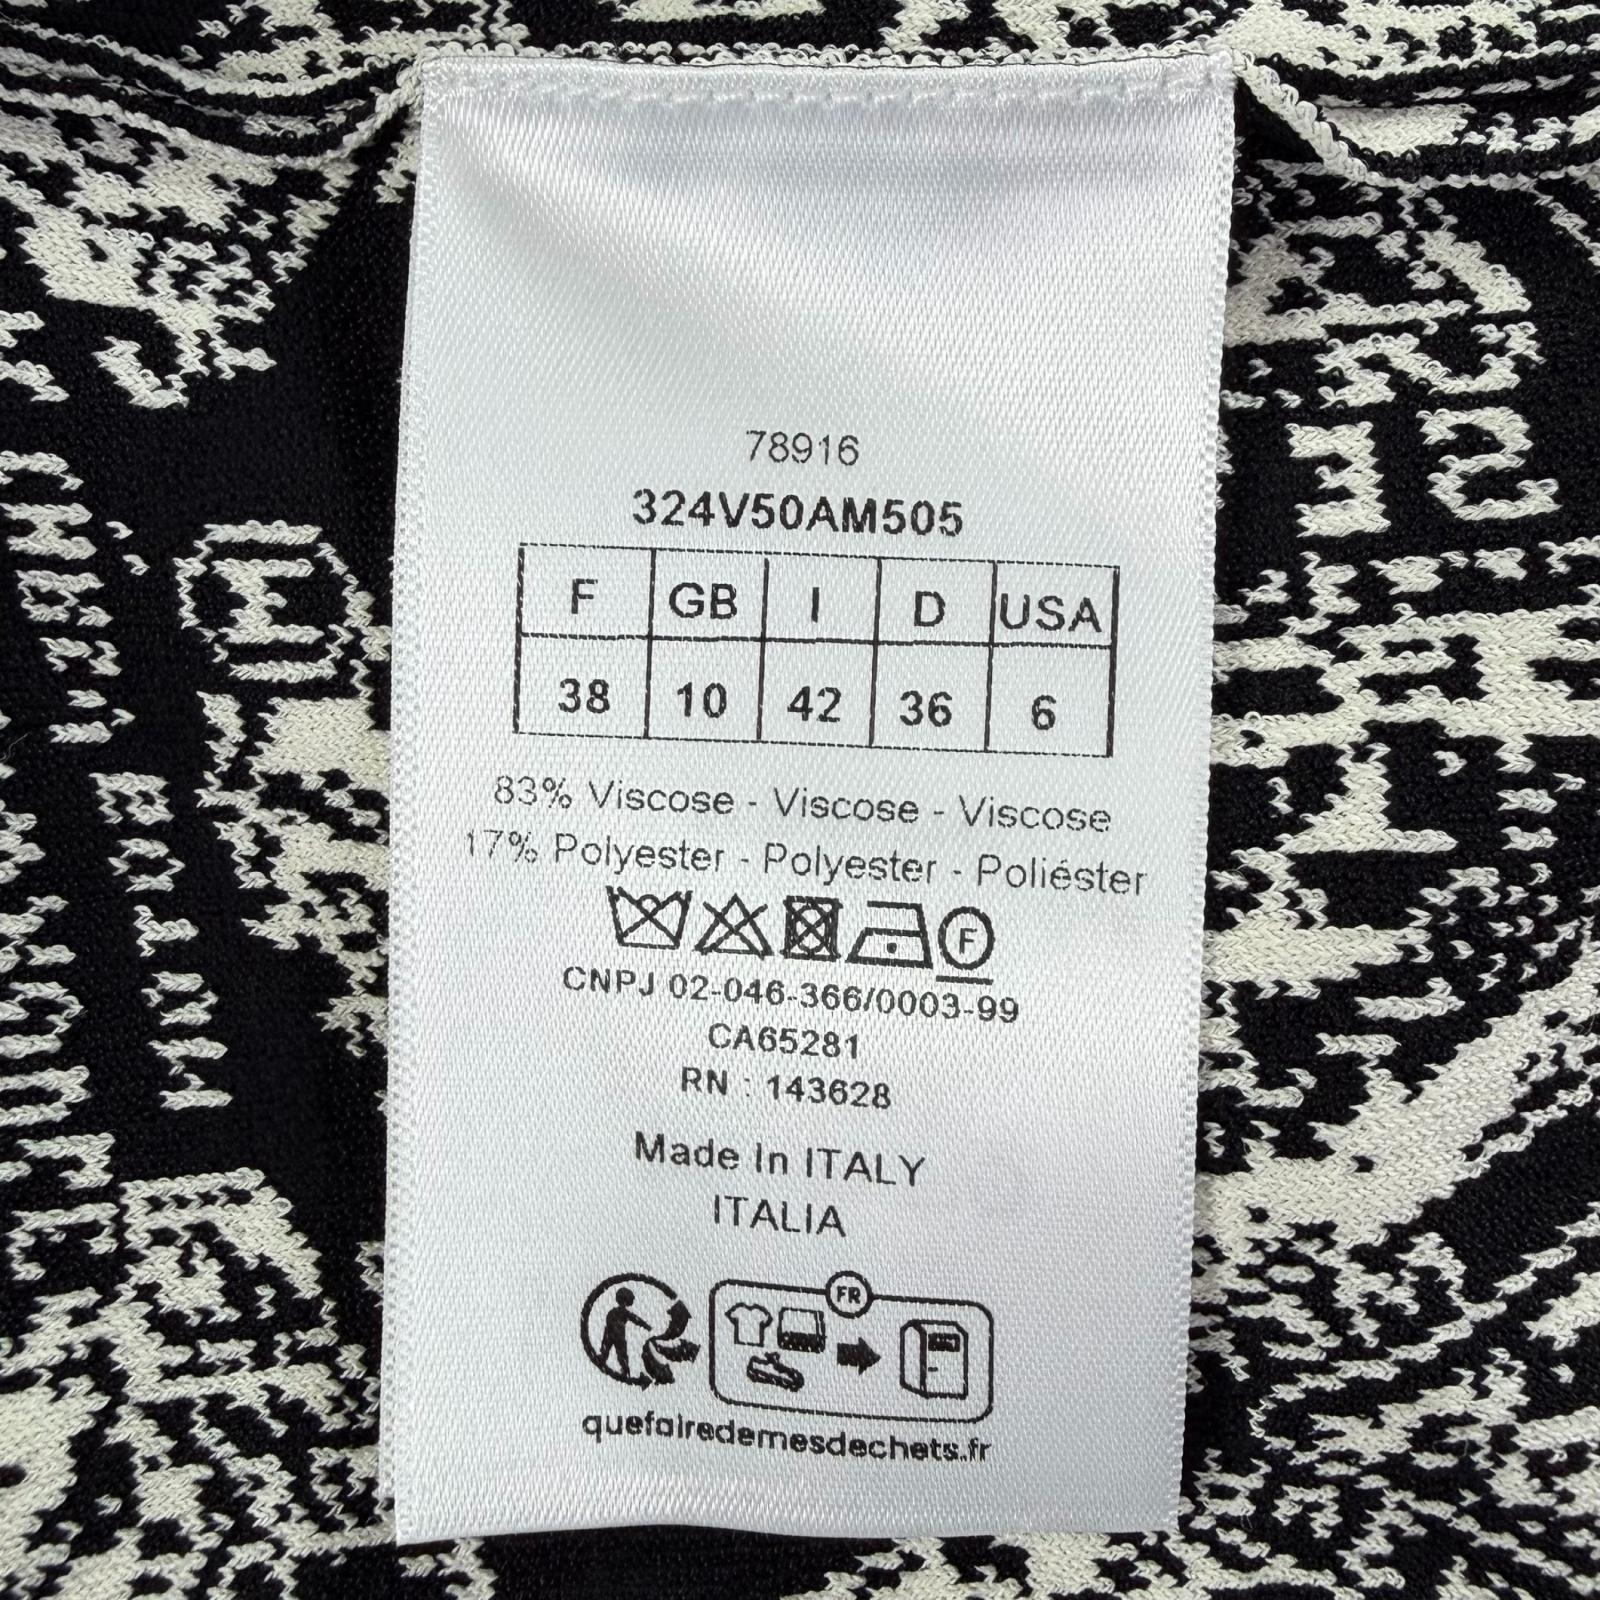 78916
324V50AM505
F GB I D USA
38 10 42 36 6
83% Viscose - Viscose - Viscose
17% Polyester - Polyester - Poliéster
F
CNPJ 02-046-366/0003-99
CA65281
RN : 143628
Made In ITALY
ITALIA
FR
quefairedemesdechets.fr